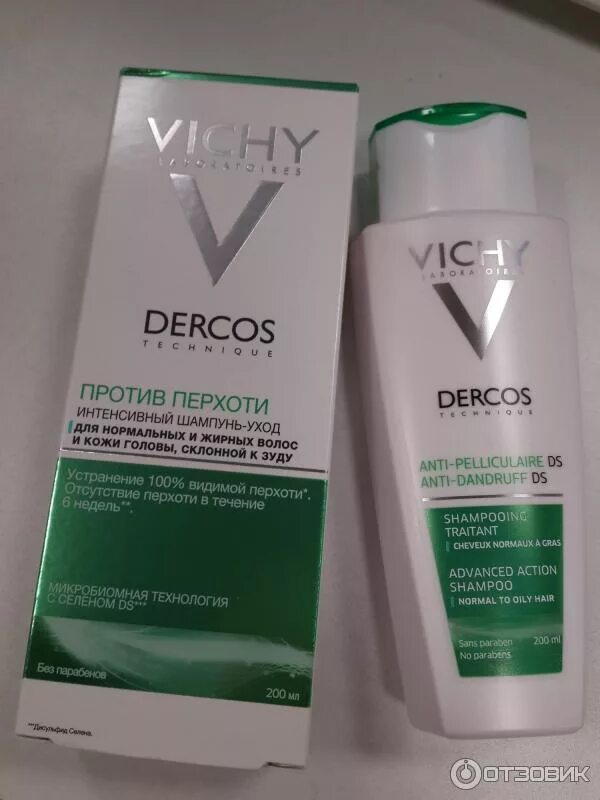 VICHY
LABORATOIRES
V
DERCOS
TECHNIQUE
ПРОТИВ ПЕРХОТИ
ИНТЕНСИВНЫЙ ШАМПУНЬ-УХОД
ДЛЯ НОРМАЛЬНЫХ И ЖИРНЫХ ВОЛОС
И КОЖИ ГОЛОВЫ, СКЛОННОЙ К ЗУДУ
Устранение 100% видимой перхоти*.
Отсутствие перхоти в течение
6 недель**.
МИКРОБИОМНАЯ ТЕХНОЛОГИЯ
С СЕЛЕНОМ DS***
Без парабенов
200 мл
***Дисульфид Селена.
VICHY
LABORATOIRES
V
DERCOS
TECHNIQUE
ANTI-PELLICULAIRE DS
ANTI-DANDRUFF DS
SHAMPOOING
TRAITANT
CHEVEUX NORMAUX À GRAS
ADVANCED ACTION
SHAMPOO
NORMAL TO OILY HAIR
Sans paraben
No parabens
200 ml
ОТЗОВИК